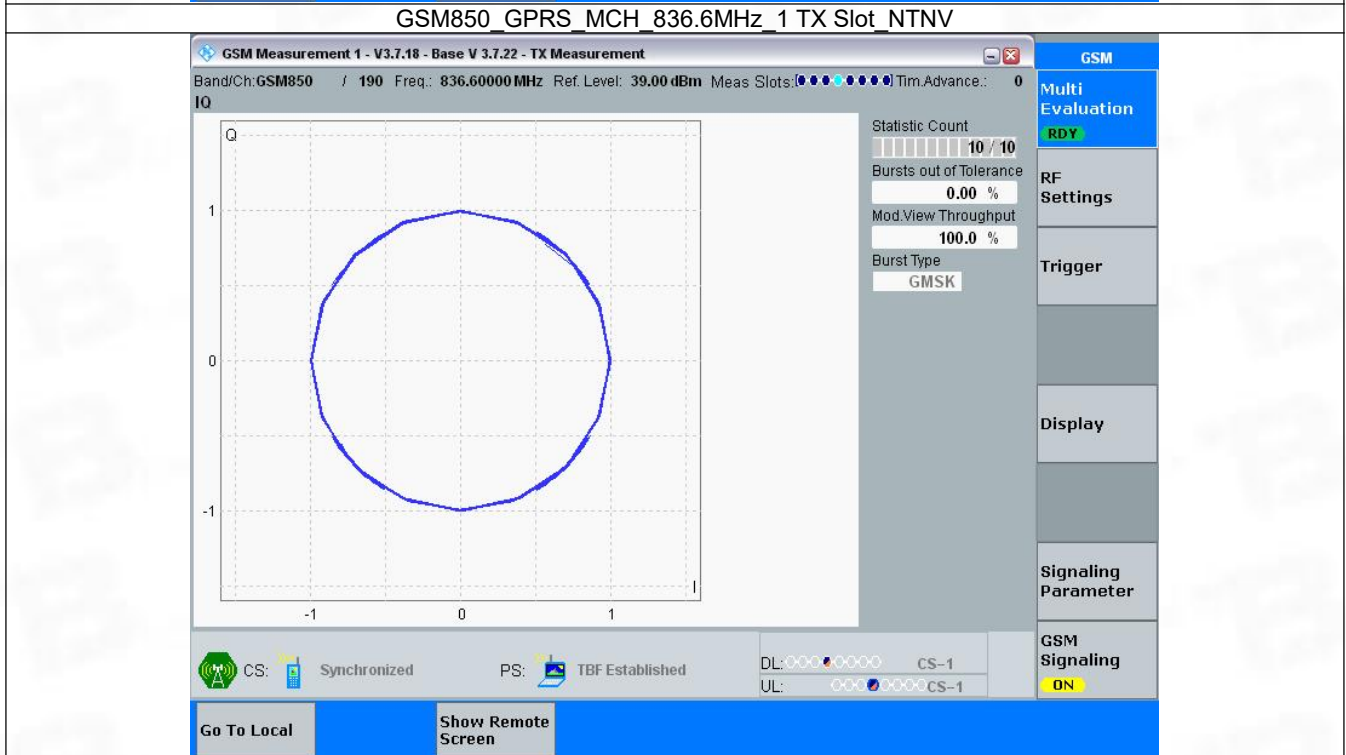 GSM850_GPRS_MCH_836.6MHz_1 TX Slot_NTNV
GSM Measurement 1 - V3.7.18 - Base V 3.7.22 - TX Measurement
GSM
Band/Ch:GSM850 / 190 Freq.: 836.60000 MHz Ref. Level: 39.00 dBm Meas Slots: Tim.Advance.: 0
IQ
Multi
Evaluation
RDY
Q
Statistic Count
10 / 10
Bursts out of Tolerance
0.00 %
Mod.View Throughput
100.0 %
Burst Type
GMSK
RF
Settings
Trigger
Display
Signaling
Parameter
GSM
Signaling
ON
1
0
-1
I
-1 0 1
CS: Synchronized PS: TBF Established
DL: CS-1
UL: CS-1
Go To Local
Show Remote
Screen